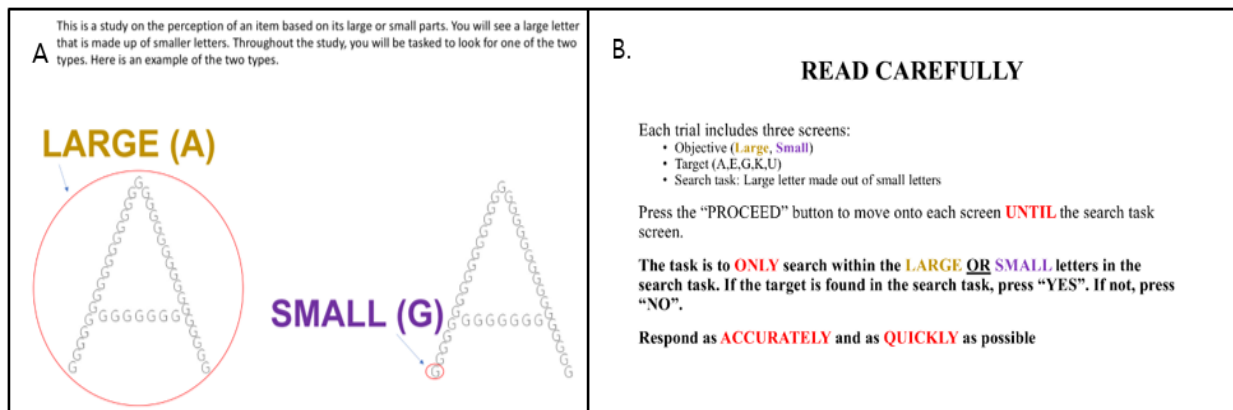 This is a study on the perception of an item based on its large or small parts. You will see a large letter
that is made up of smaller letters. Throughout the study, you will be tasked to look for one of the two
types. Here is an example of the two types.
A
LARGE (A)
SMALL (G)
B.
READ CAREFULLY
Each trial includes three screens:
• Objective (Large, Small)
• Target (A,E,G,K,U)
• Search task: Large letter made out of small letters
Press the “PROCEED” button to move onto each screen UNTIL the search task
screen.
The task is to ONLY search within the LARGE OR SMALL letters in the
search task. If the target is found in the search task, press “YES”. If not, press
“NO”.
Respond as ACCURATELY and as QUICKLY as possible